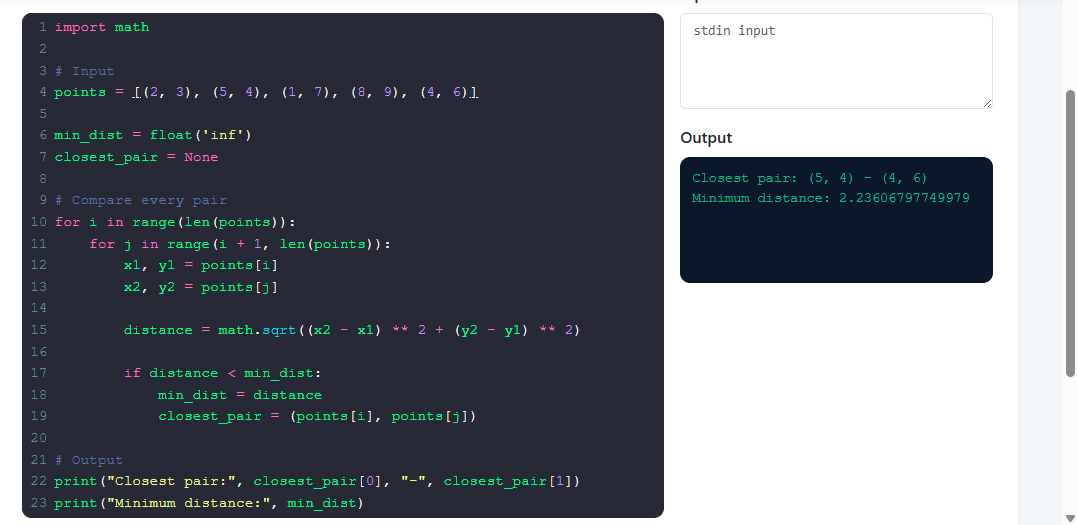 1 import math
2
3 # Input
4 points = [(2, 3), (5, 4), (1, 7), (8, 9), (4, 6)]
5
6 min_dist = float('inf')
7 closest_pair = None
8
9 # Compare every pair
10 for i in range(len(points)):
11     for j in range(i + 1, len(points)):
12         x1, y1 = points[i]
13         x2, y2 = points[j]
14
15         distance = math.sqrt((x2 - x1) ** 2 + (y2 - y1) ** 2)
16
17         if distance < min_dist:
18             min_dist = distance
19             closest_pair = (points[i], points[j])
20
21 # Output
22 print("Closest pair:", closest_pair[0], "-", closest_pair[1])
23 print("Minimum distance:", min_dist)
stdin input
Output
Closest pair: (5, 4) - (4, 6)
Minimum distance: 2.23606797749979